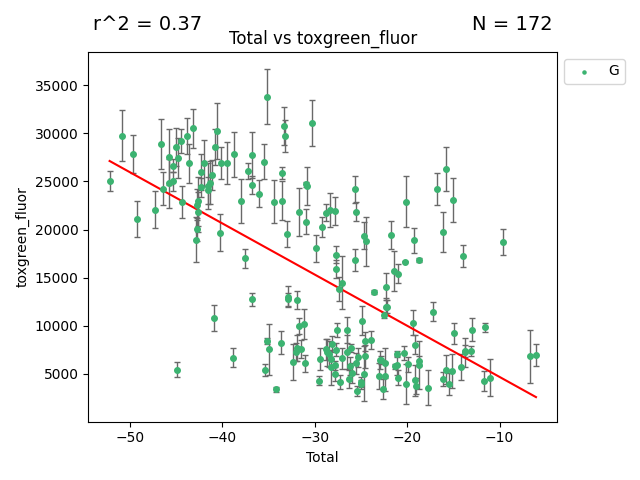 r^2 = 0.37
N = 172
Total vs toxgreen_fluor
G
35000
30000
25000
20000
15000
10000
5000
toxgreen_fluor
−50
−40
−30
−20
−10
Total